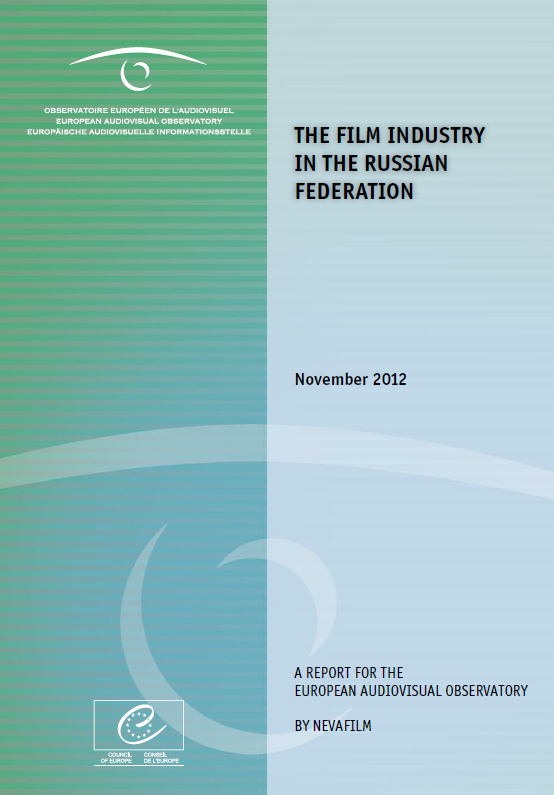 OBSERVATOIRE EUROPÉEN DE L'AUDIOVISUEL
EUROPEAN AUDIOVISUAL OBSERVATORY
EUROPÄISCHE AUDIOVISUELLE INFORMATIONSSTELLE
THE FILM INDUSTRY
IN THE RUSSIAN
FEDERATION
November 2012
A REPORT FOR THE
EUROPEAN AUDIOVISUAL OBSERVATORY
BY NEVAFILM
COUNCIL CONSEIL
OF EUROPE DE L'EUROPE